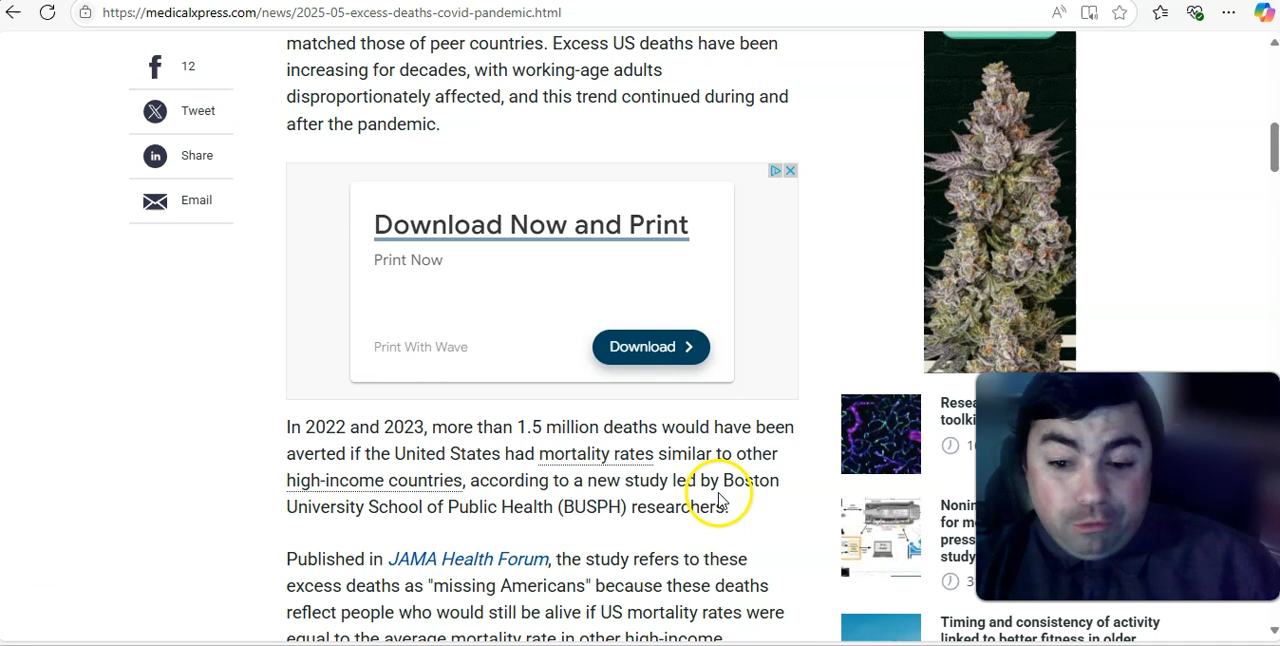 https://medicalxpress.com/news/2025-05-excess-deaths-covid-pandemic.html
12
Tweet
Share
Email
matched those of peer countries. Excess US deaths have been
increasing for decades, with working-age adults
disproportionately affected, and this trend continued during and
after the pandemic.
Download Now and Print
Print Now
Print With Wave
Download
In 2022 and 2023, more than 1.5 million deaths would have been
averted if the United States had mortality rates similar to other
high-income countries, according to a new study led by Boston
University School of Public Health (BUSPH) researchers.
Published in JAMA Health Forum, the study refers to these
excess deaths as "missing Americans" because these deaths
reflect people who would still be alive if US mortality rates were
equal to the average mortality rate in other high-income
for m
press
study
Timing and consistency of activity
linked to better fitness in older